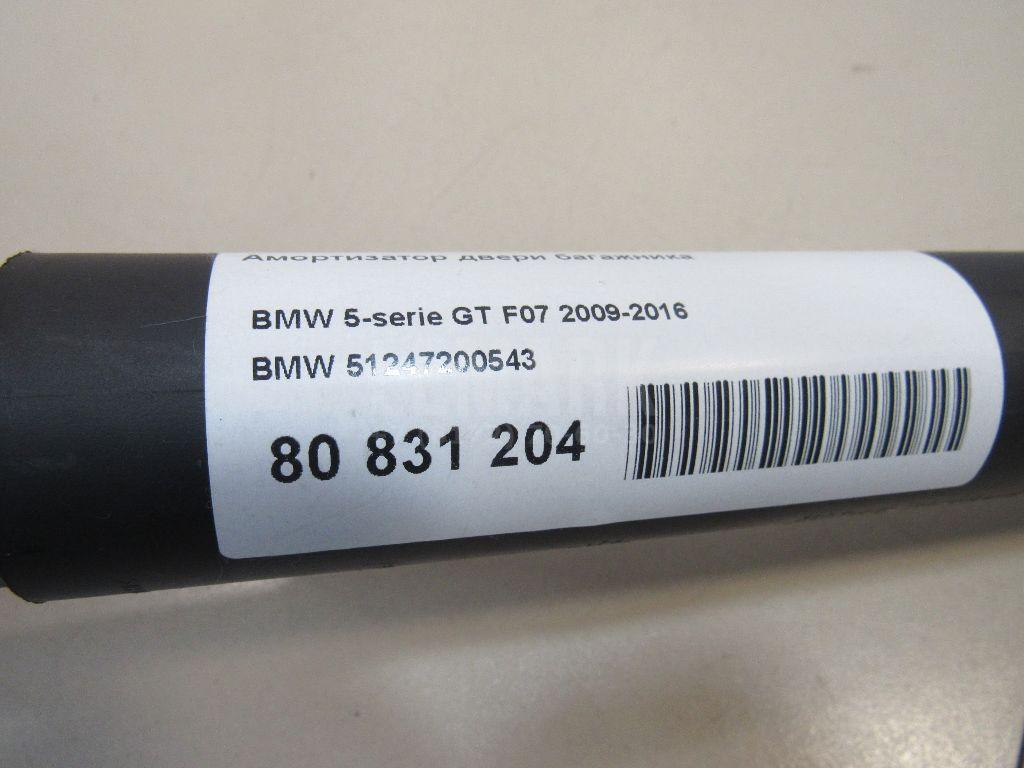 Амортизатор двери багажника
BMW 5-serie GT F07 2009-2016
BMW 51247200543
80 831 204